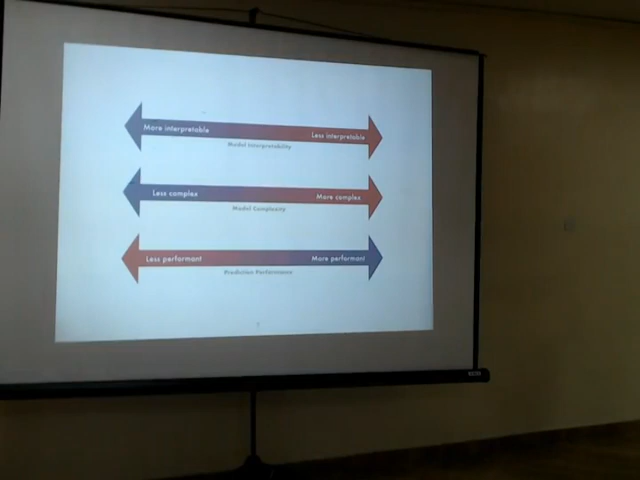 More interpretable
Less interpretable
Model Interpretability
Less complex
More complex
Model Complexity
Less performant
More performant
Prediction Performance